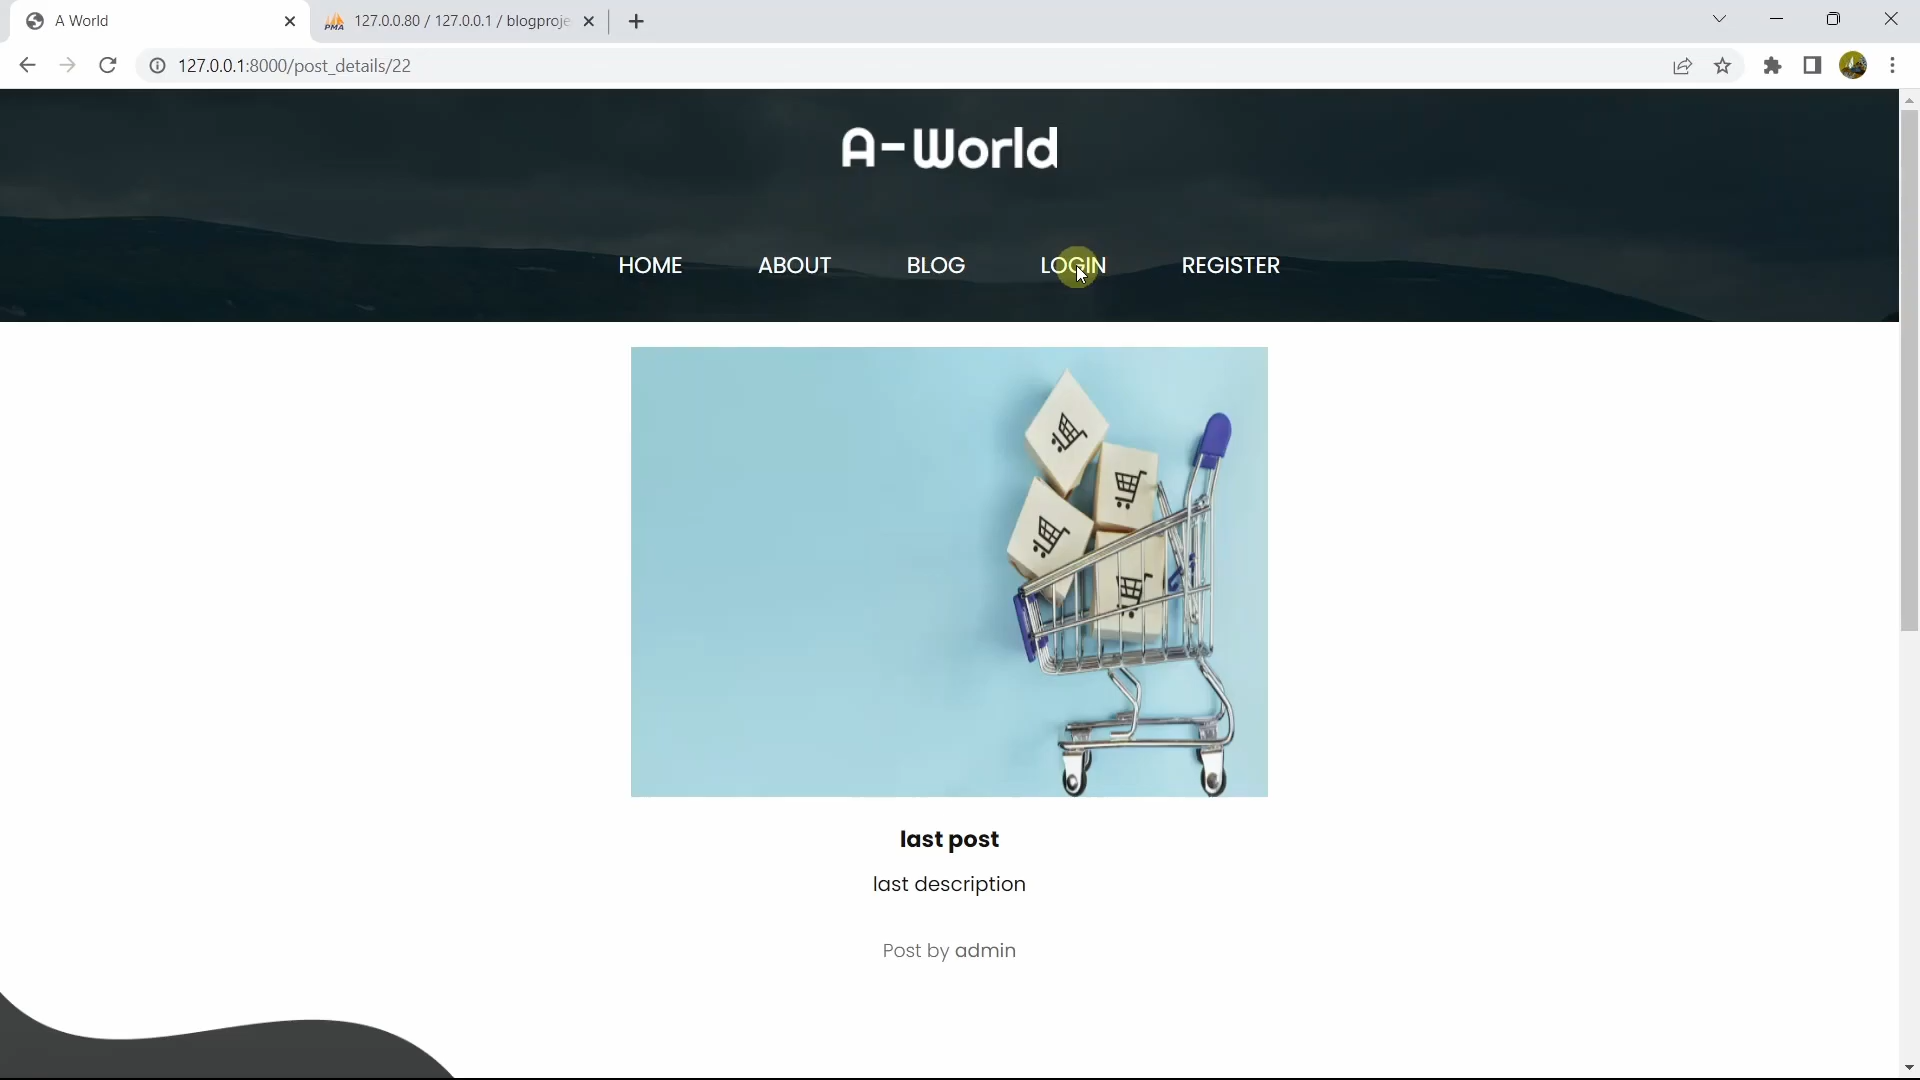 A World
127.0.0.80 / 127.0.0.1 / blogproje
127.0.0.1:8000/post_details/22
A-World
HOME ABOUT BLOG LOGIN REGISTER
last post
last description
Post by admin